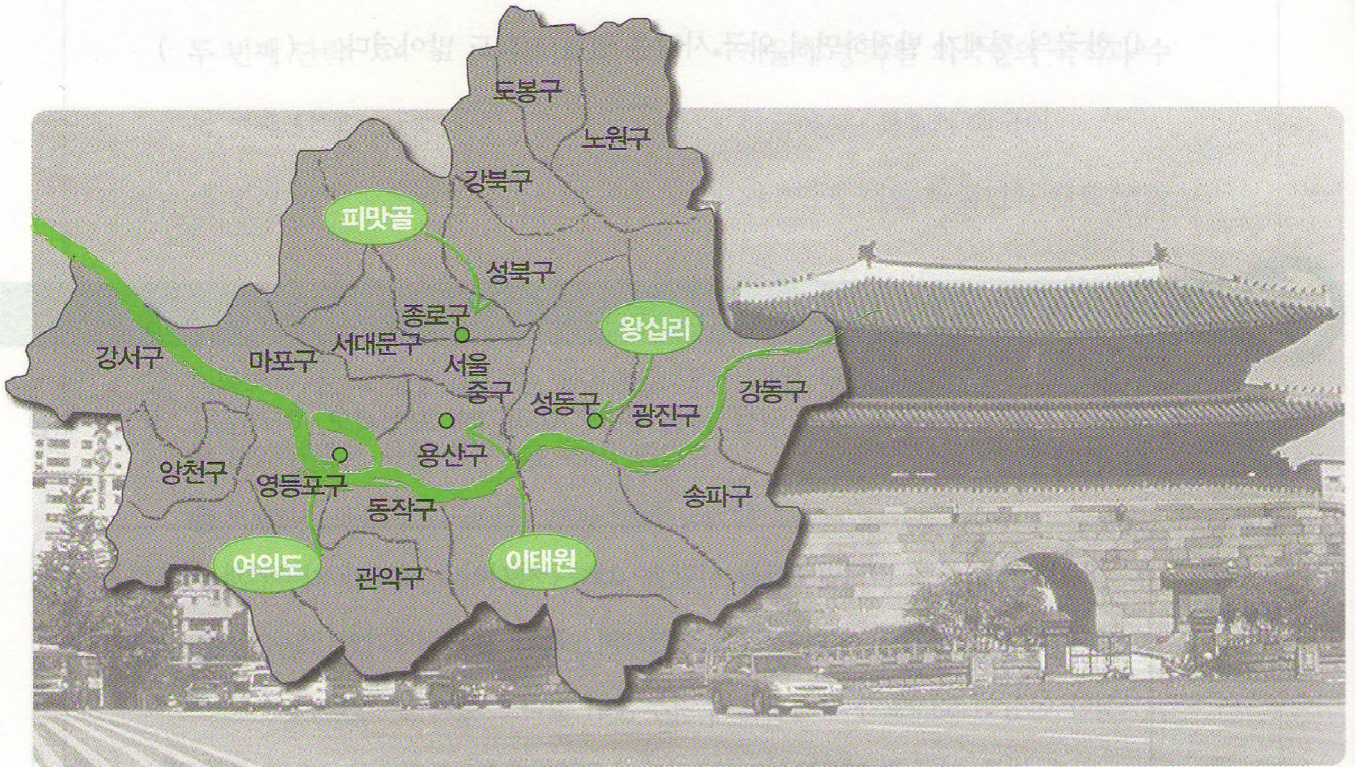 도봉구
노원구
강북구
피맛골
성북구
종로구
왕십리
서대문구
강서구
마포구
서울
중구
강동구
성동구
광진구
용산구
양천구
영등포구
송파구
동작구
여의도
이태원
관악구